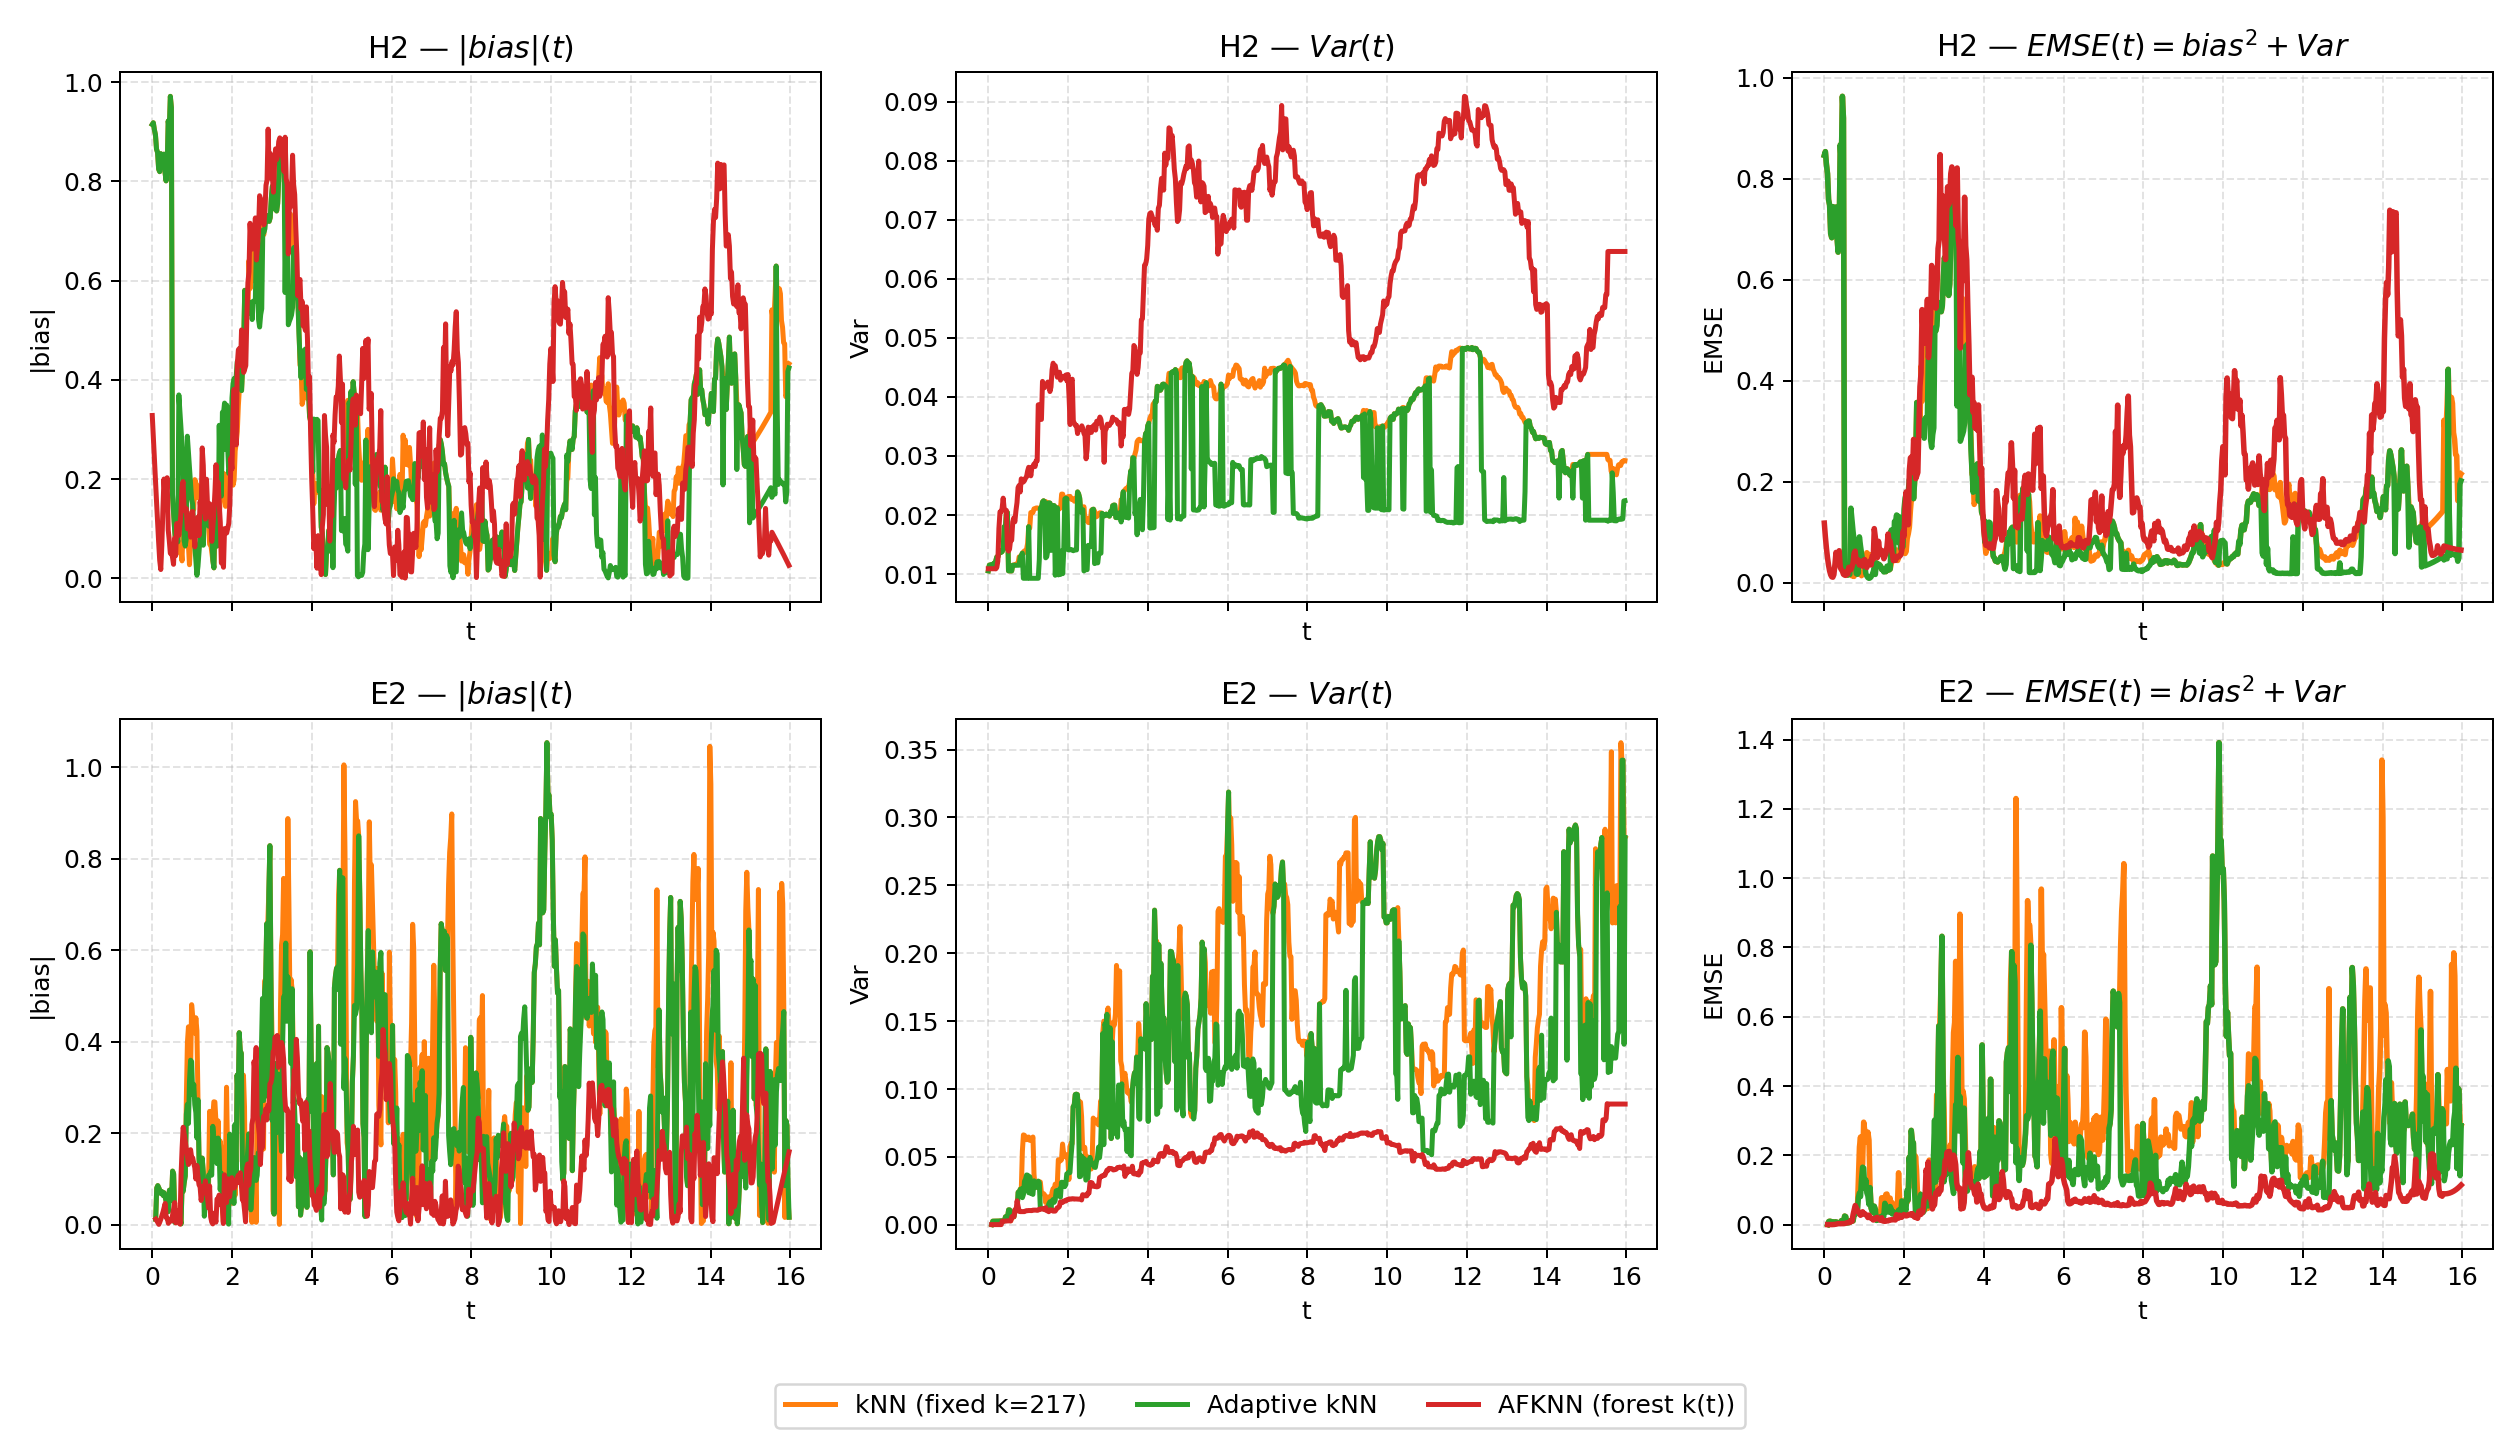 H2 — |bias|(t)
H2 — Var(t)
H2 — EMSE(t) = bias² + Var
|bias|
1.0
0.8
0.6
0.4
0.2
0.0
t
Var
0.09
0.08
0.07
0.06
0.05
0.04
0.03
0.02
0.01
t
EMSE
1.0
0.8
0.6
0.4
0.2
0.0
t
E2 — |bias|(t)
E2 — Var(t)
E2 — EMSE(t) = bias² + Var
|bias|
1.0
0.8
0.6
0.4
0.2
0.0
0 2 4 6 8 10 12 14 16
t
Var
0.35
0.30
0.25
0.20
0.15
0.10
0.05
0.00
0 2 4 6 8 10 12 14 16
t
EMSE
1.4
1.2
1.0
0.8
0.6
0.4
0.2
0.0
0 2 4 6 8 10 12 14 16
t
kNN (fixed k=217)
Adaptive kNN
AFKNN (forest k(t))